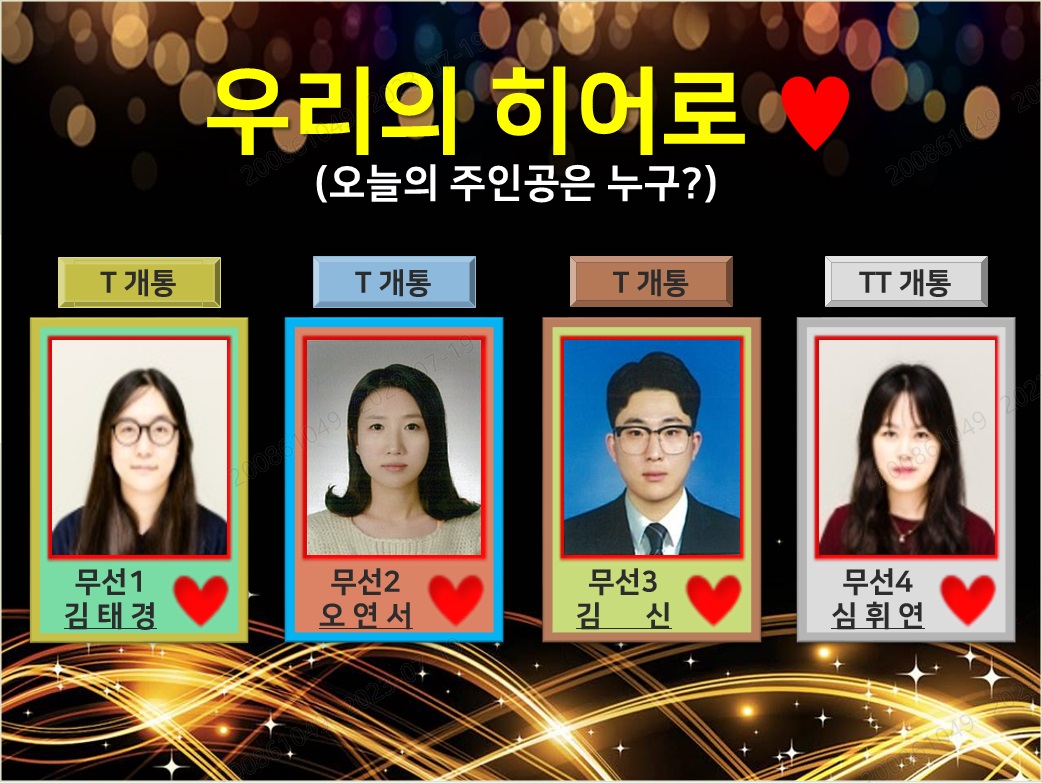 우리의 히어로 ♥
(오늘의 주인공은 누구?)
T 개통
T 개통
T 개통
TT 개통
무선1
김 태 경
무선2
오 연 서
무선3
김 신
무선4
심 휘 연